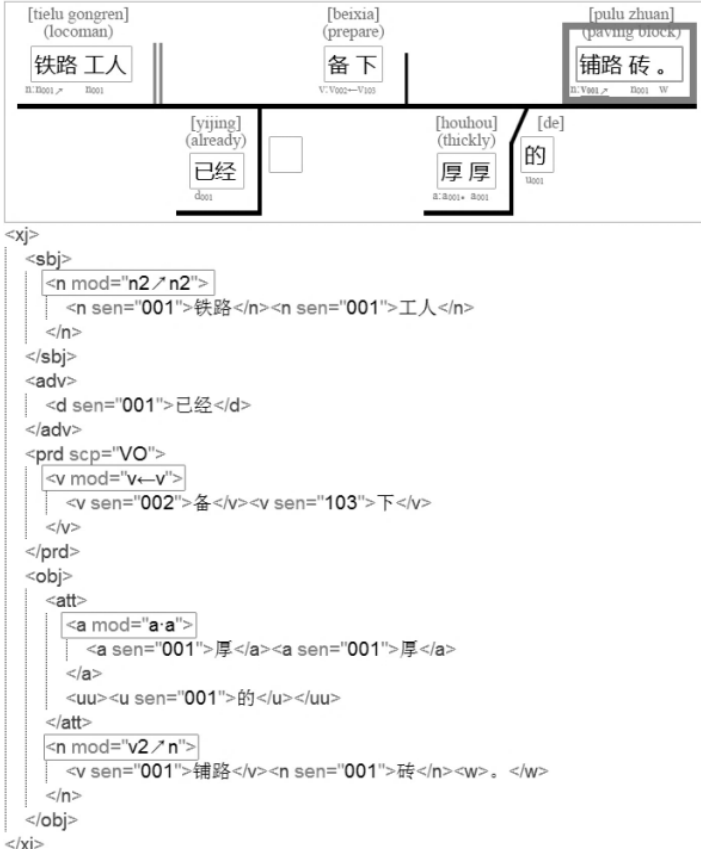 [tielu gongren] [beixia] [pulu zhuan]
(locoman) (prepare) (paving block)
铁路 工人 备 下 铺路 砖 。
n:n001↗ n001 v:v002←v103 n:v001↗ n001 w
[yijing] [houhou] [de]
(already) (thickly)
已经 厚 厚 的
d001 a:a001• a001 u001
<xj>
<sbj>
<n mod="n2↗n2">
<n sen="001">铁路</n><n sen="001">工人</n>
</n>
</sbj>
<adv>
<d sen="001">已经</d>
</adv>
<prd scp="VO">
<v mod="v←v">
<v sen="002">备</v><v sen="103">下</v>
</v>
</prd>
<obj>
<att>
<a mod="a·a">
<a sen="001">厚</a><a sen="001">厚</a>
</a>
<uu><u sen="001">的</u></uu>
</att>
<n mod="v2↗n">
<v sen="001">铺路</v><n sen="001">砖</n><w>。</w>
</n>
</obj>
</xj>